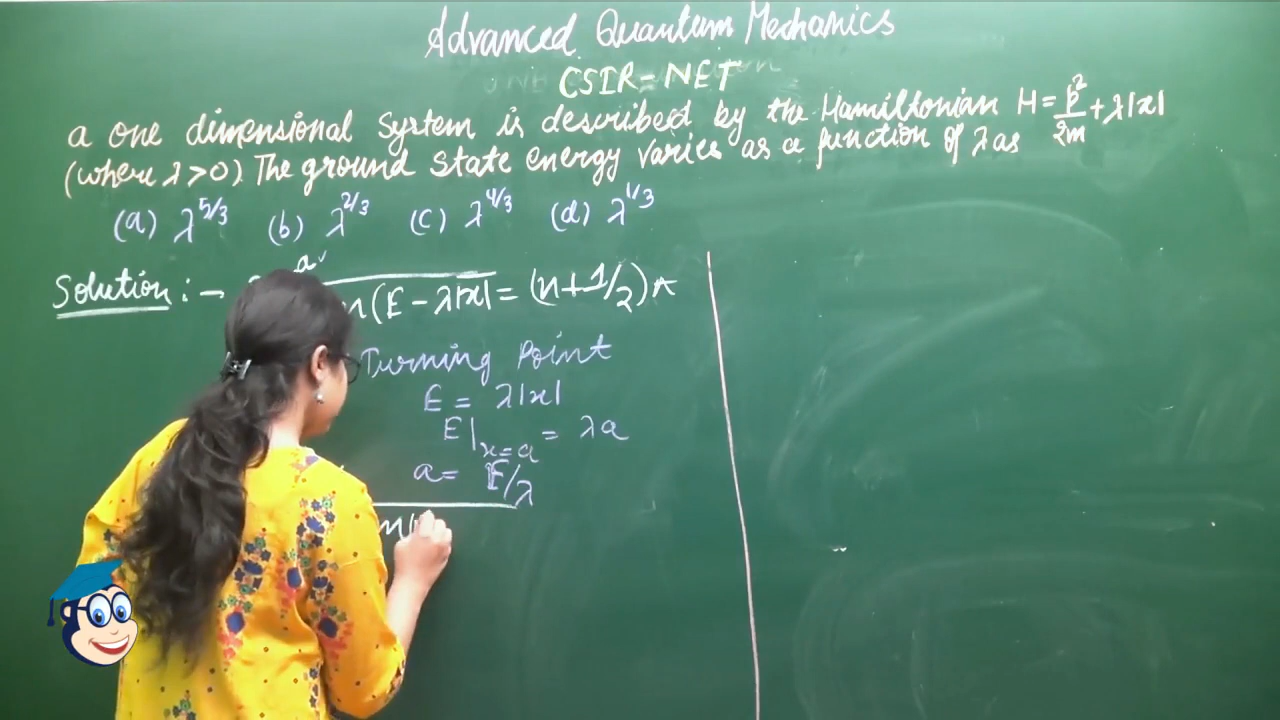 Advanced Quantum Mechanics
CSIR-NET
a one dimensional System is described by the Hamiltonian H = p²/2m + λ|x|
(where λ>0). The ground state energy varies as a function of λ as
(a) λ^5/3 (b) λ^2/3 (c) λ^4/3 (d) λ^1/3
Solution :- a (E - λ|x| = (n+1/2)π
Turning Point
E = λ|x|
E|x=a = λa
a = E/λ
m